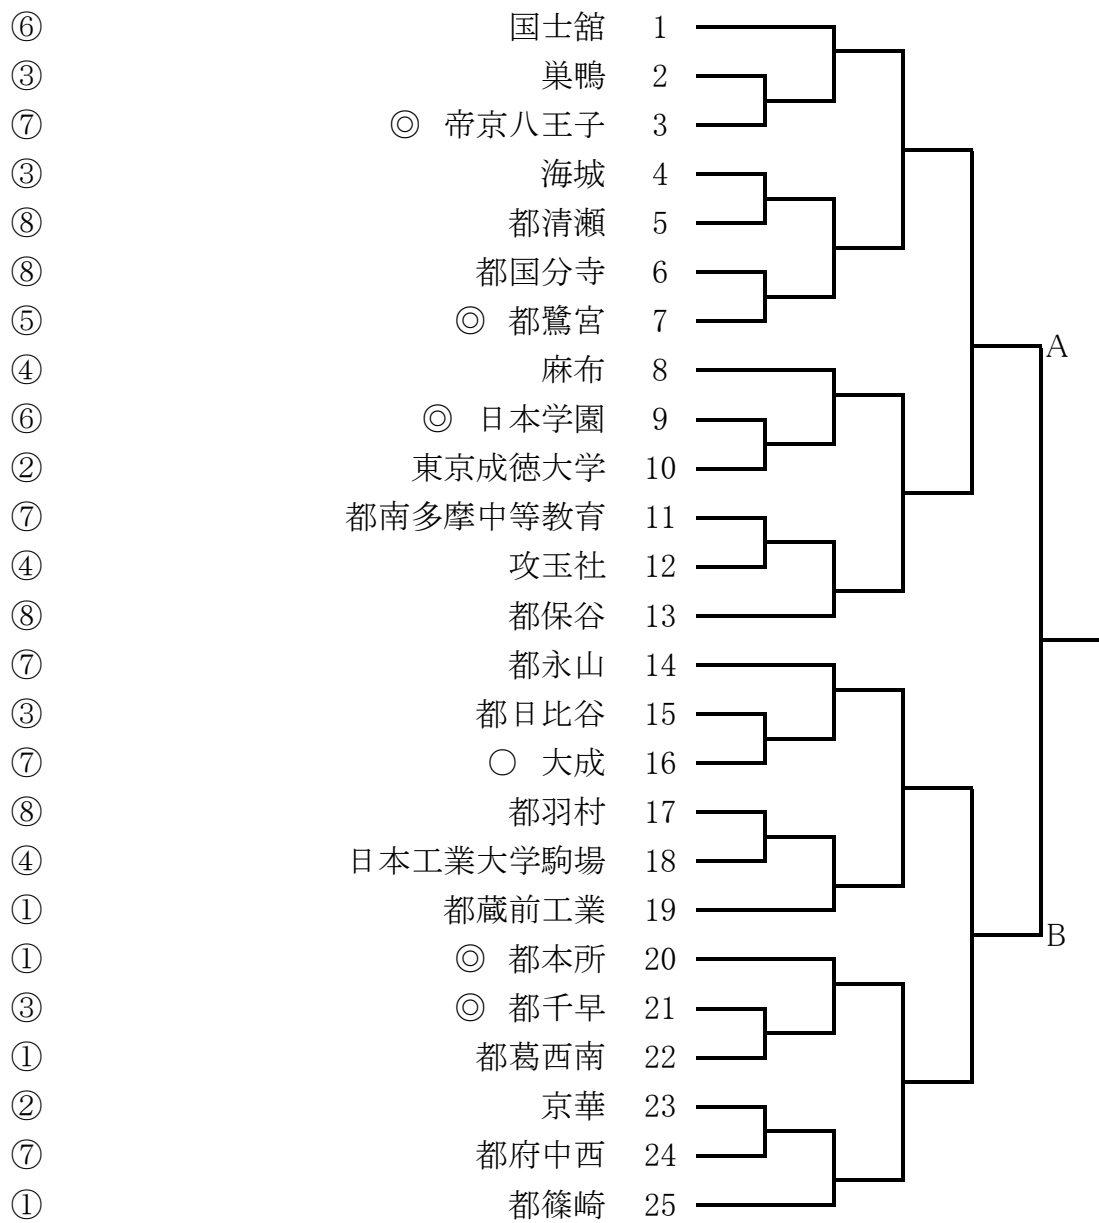 ⑥ 国士舘 1
③ 巣鴨 2
⑦ ◎ 帝京八王子 3
③ 海城 4
⑧ 都清瀬 5
⑧ 都国分寺 6
⑤ ◎ 都鷺宮 7
A
④ 麻布 8
⑥ ◎ 日本学園 9
② 東京成徳大学 10
⑦ 都南多摩中等教育 11
④ 攻玉社 12
⑧ 都保谷 13
⑦ 都永山 14
③ 都日比谷 15
⑦ ○ 大成 16
⑧ 都羽村 17
④ 日本工業大学駒場 18
① 都蔵前工業 19
B
① ◎ 都本所 20
③ ◎ 都千早 21
① 都葛西南 22
② 京華 23
⑦ 都府中西 24
① 都篠崎 25